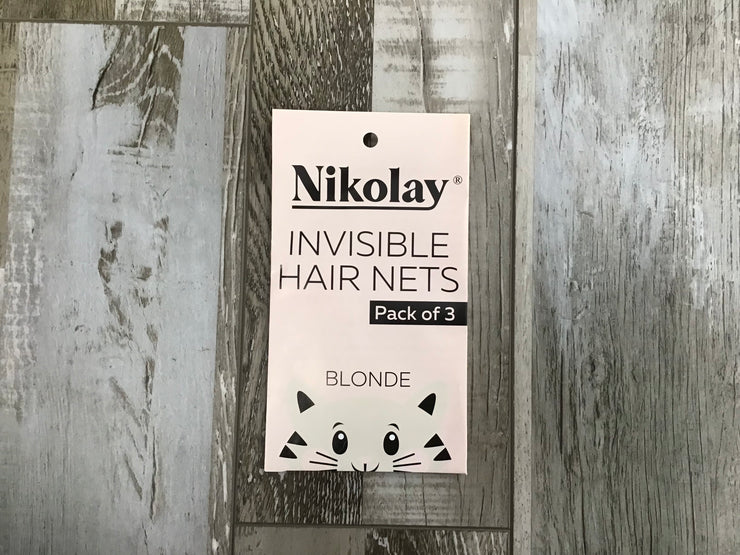 Nikolay®
INVISIBLE
HAIR NETS
Pack of 3
BLONDE